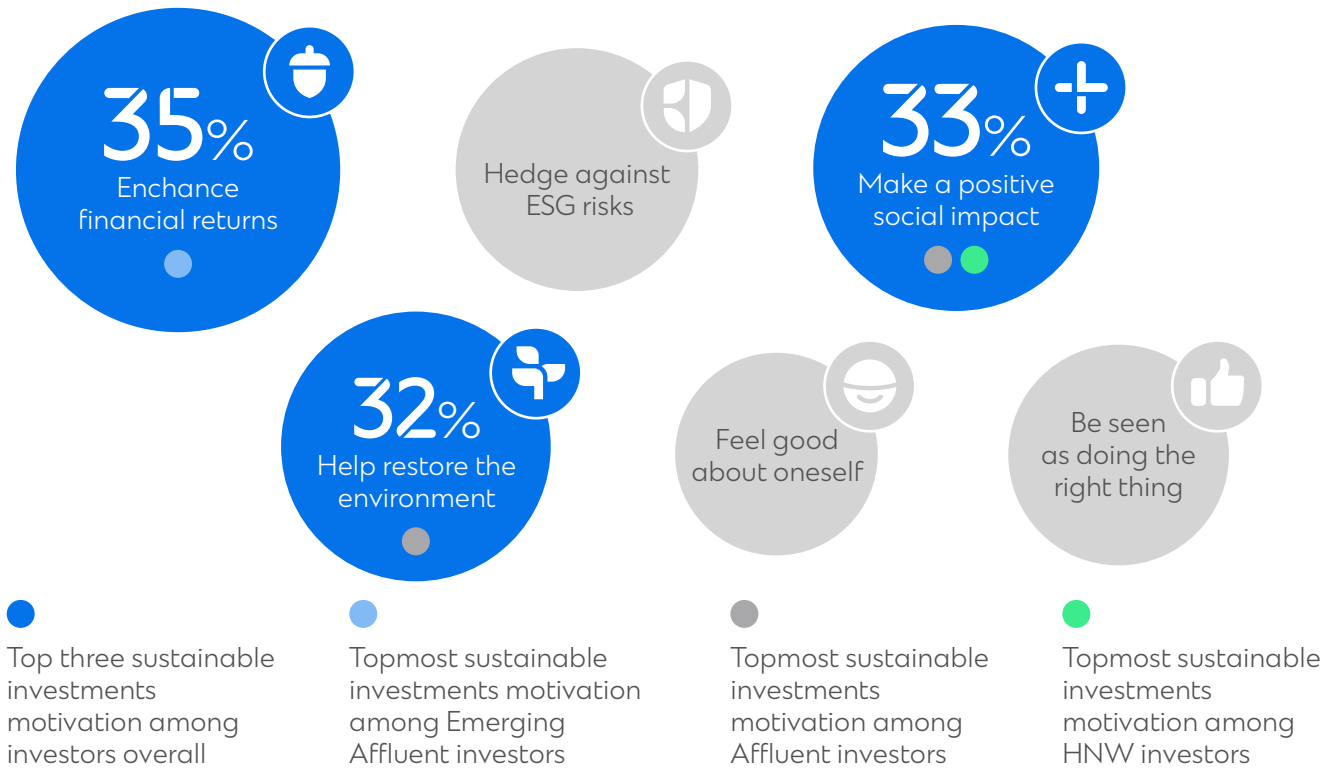 35%
Enchance
financial returns
Hedge against
ESG risks
33%
Make a positive
social impact
32%
Help restore the
environment
Feel good
about oneself
Be seen
as doing the
right thing
Top three sustainable
investments
motivation among
investors overall
Topmost sustainable
investments motivation
among Emerging
Affluent investors
Topmost sustainable
investments
motivation among
Affluent investors
Topmost sustainable
investments
motivation among
HNW investors